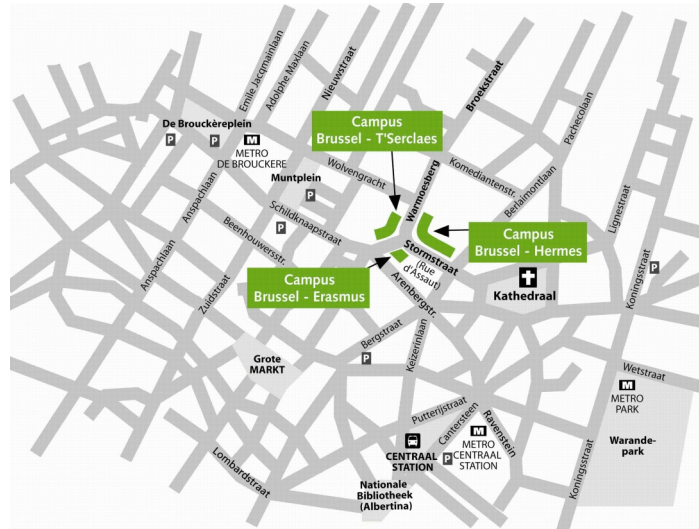 Emile Jacqmainlaan
Adolphe Maxlaan
Nieuwstraat
Broekstraat
Pachecolaan
De Brouckèreplein
P
P
M
METRO
DE BROUCKERE
Campus
Brussel - T'Serclaes
Wolvengracht
Warmoesberg
Komediantenstr.
Berlaimontlaan
Lignestraat
Muntplein
P
Anspachlaan
Schildknaapstraat
P
Beenhouwersstr.
Campus
Brussel - Hermes
Stormstraat
(Rue
d'Assaut)
Koningsstraat
P
Anspachlaan
Zuidstraat
Campus
Brussel - Erasmus
Arenbergstr.
Kathedraal
Bergstraat
P
Keizerinlaan
Grote
MARKT
Wetstraat
M
METRO
PARK
Putterijstraat
Cantersteen
Ravenstein
M
METRO
CENTRAAL
STATION
P
CENTRAAL
STATION
Warande-
park
Koningsstraat
Lombardstraat
Nationale
Bibliotheek
(Albertina)